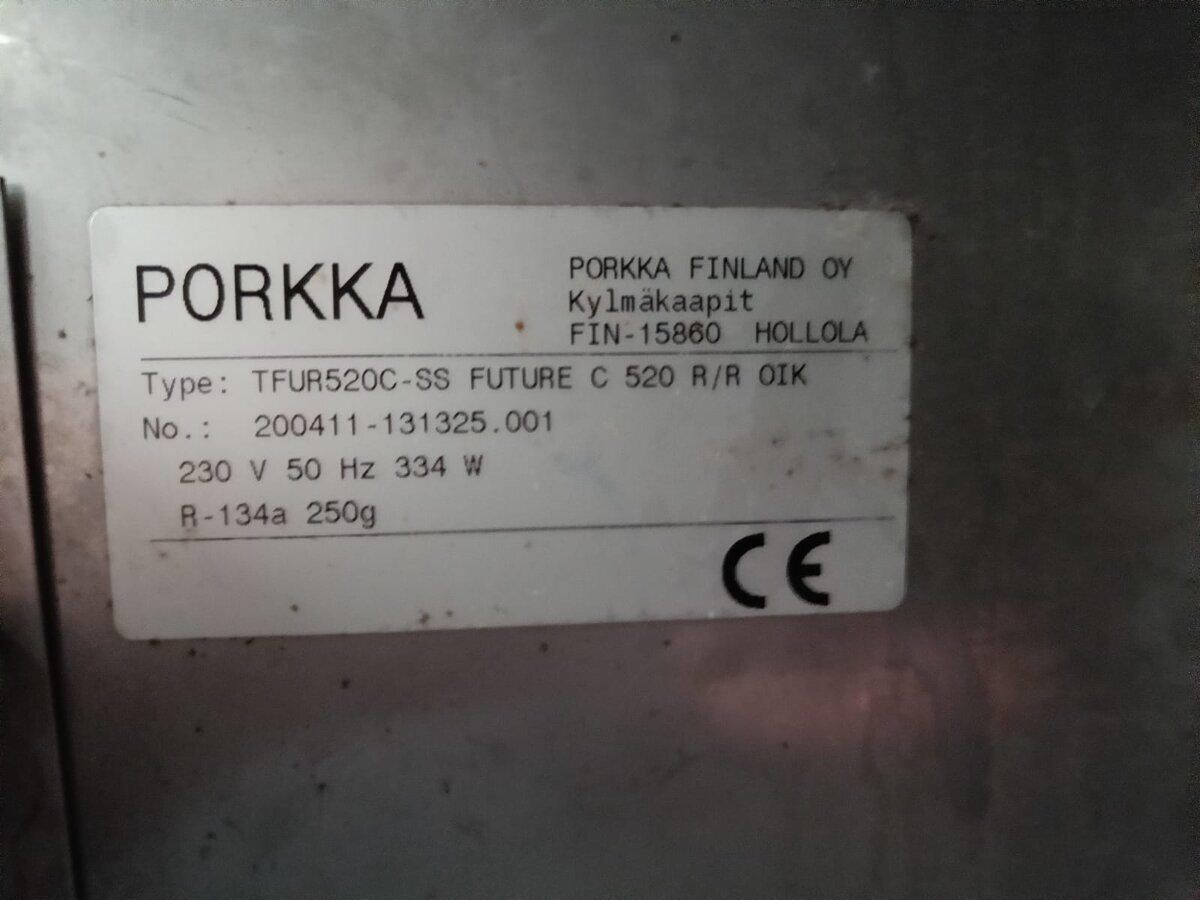 PORKKA
PORKKA FINLAND OY
Kylmäkaapit
FIN-15860 HOLLOLA
Type: TFUR520C-SS FUTURE C 520 R/R OIK
No.: 200411-131325.001
230 V 50 Hz 334 W
R-134a 250g
CE